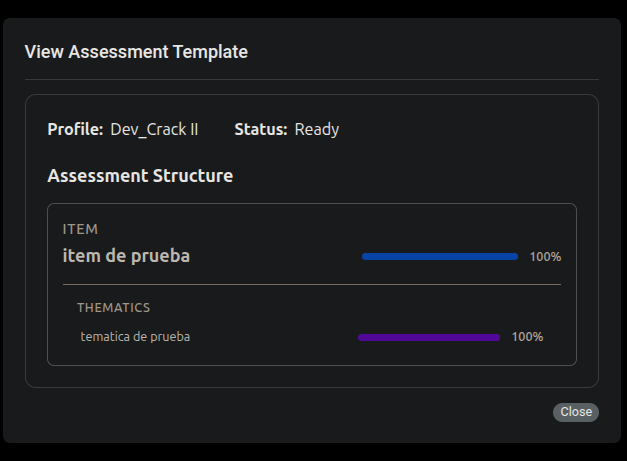 View Assessment Template
Profile: Dev_Crack II Status: Ready
Assessment Structure
ITEM
item de prueba 100%
THEMATICS
tematica de prueba 100%
Close